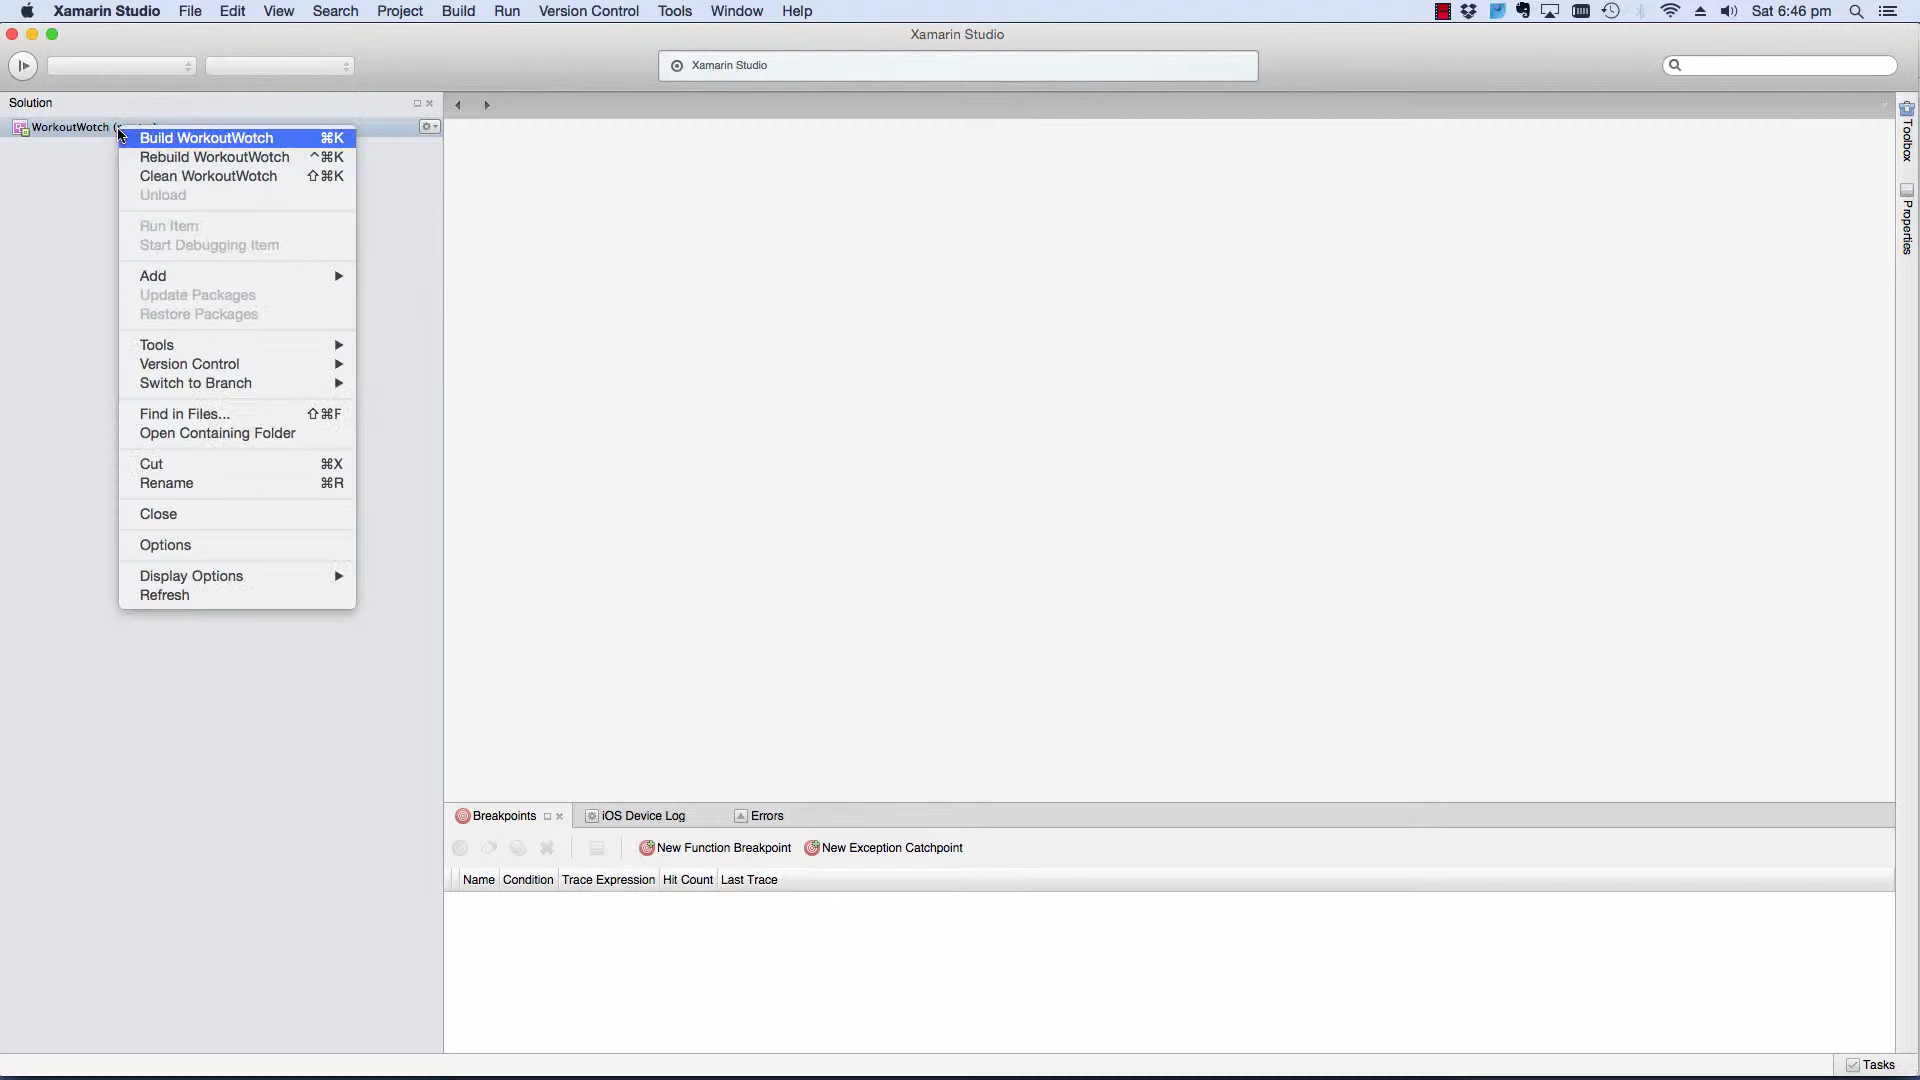 Xamarin Studio File Edit View Search Project Build Run Version Control Tools Window Help Sat 6:46 pm
Xamarin Studio
Xamarin Studio
Solution
WorkoutWotch
Build WorkoutWotch ⌘K
Rebuild WorkoutWotch ^⌘K
Clean WorkoutWotch ⇧⌘K
Unload
Run Item
Start Debugging Item
Add
Update Packages
Restore Packages
Tools
Version Control
Switch to Branch
Find in Files... ⇧⌘F
Open Containing Folder
Cut ⌘X
Rename ⌘R
Close
Options
Display Options
Refresh
Toolbox
Properties
Breakpoints iOS Device Log Errors
New Function Breakpoint New Exception Catchpoint
Name Condition Trace Expression Hit Count Last Trace
Tasks